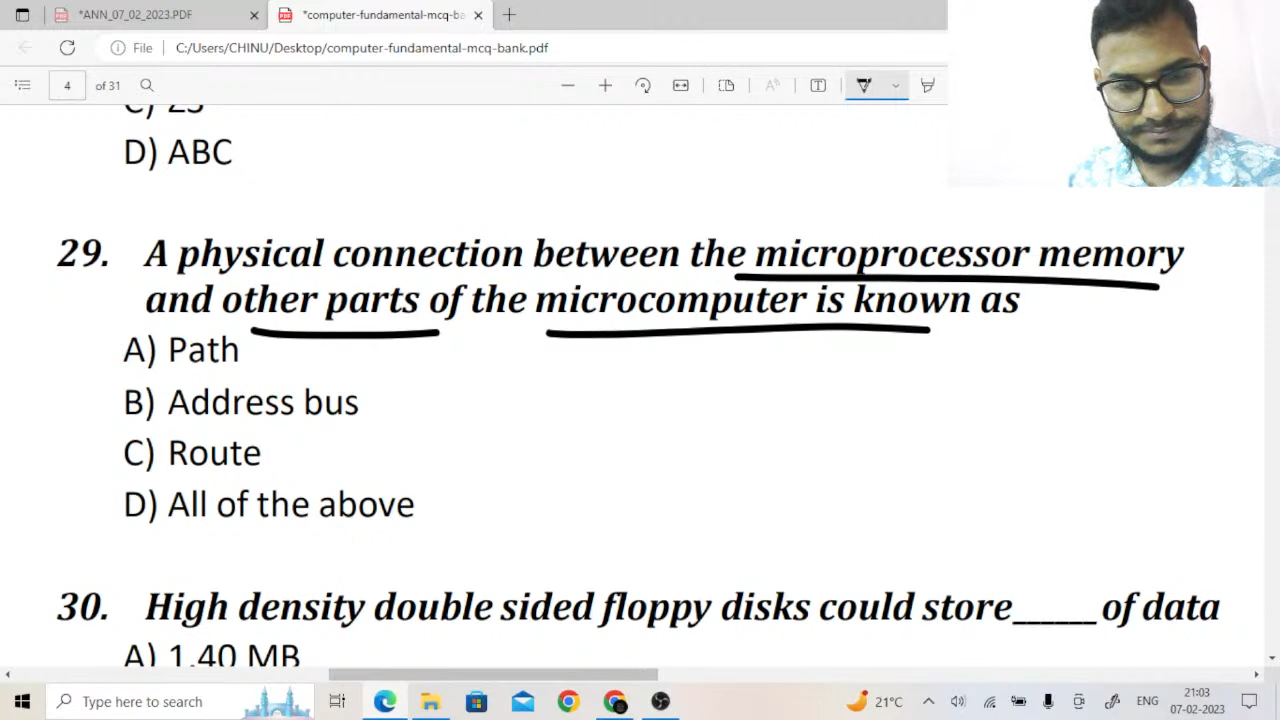 *ANN_07_02_2023.PDF
*computer-fundamental-mcq-ba
File
C:/Users/CHINU/Desktop/computer-fundamental-mcq-bank.pdf
4 of 31
D) ABC
29. A physical connection between the microprocessor memory
and other parts of the microcomputer is known as
A) Path
B) Address bus
C) Route
D) All of the above
30. High density double sided floppy disks could store______ of data
A) 1.40 MB
Type here to search
21°C
ENG
21:03
07-02-2023